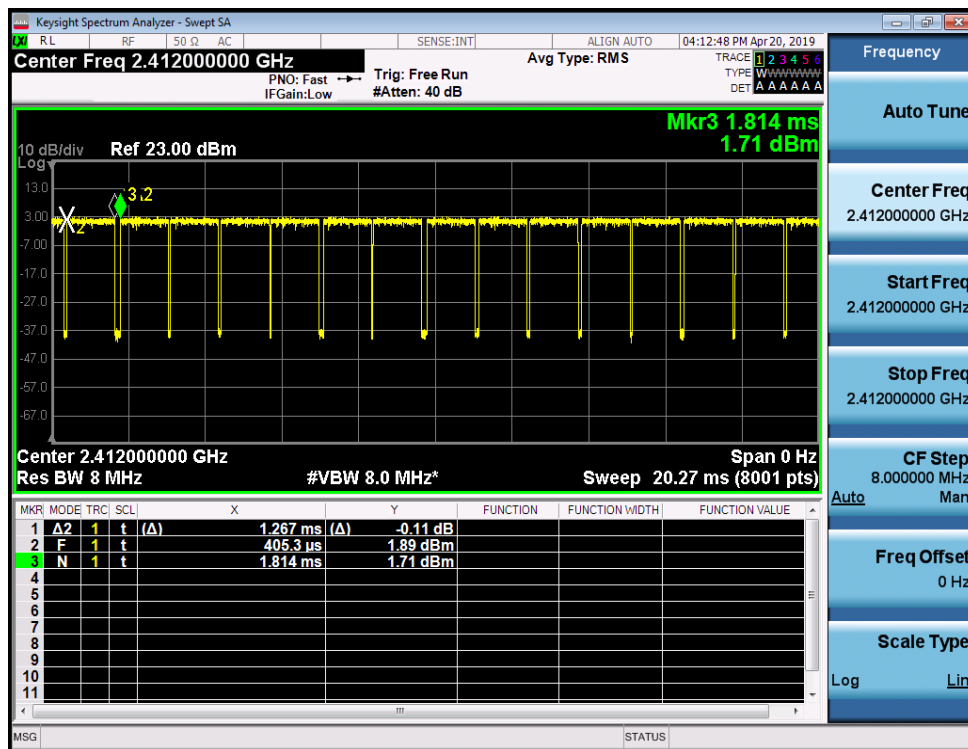 Keysight Spectrum Analyzer - Swept SA
LXI RL RF 50 Ω AC SENSE:INT ALIGN AUTO 04:12:48 PM Apr 20, 2019
Center Freq 2.412000000 GHz
PNO: Fast
IFGain:Low
Trig: Free Run
#Atten: 40 dB
Avg Type: RMS
TRACE 1 2 3 4 5 6
TYPE WWWWWW
DET A A A A A A
Mkr3 1.814 ms
1.71 dBm
10 dB/div Ref 23.00 dBm
Log
13.0
3.00
-7.00
-17.0
-27.0
-37.0
-47.0
-57.0
-67.0
2
Center 2.412000000 GHz Span 0 Hz
Res BW 8 MHz #VBW 8.0 MHz* Sweep 20.27 ms (8001 pts)
MKR MODE TRC SCL X Y FUNCTION FUNCTION WIDTH FUNCTION VALUE
1 Δ2 1 t (Δ) 1.267 ms (Δ) -0.11 dB
2 F 1 t 405.3 µs 1.89 dBm
3 N 1 t 1.814 ms 1.71 dBm
4
5
6
7
8
9
10
11
MSG STATUS
Frequency
Auto Tune
Center Freq
2.412000000 GHz
Start Freq
2.412000000 GHz
Stop Freq
2.412000000 GHz
CF Step
8.000000 MHz
Auto Man
Freq Offset
0 Hz
Scale Type
Log Lin